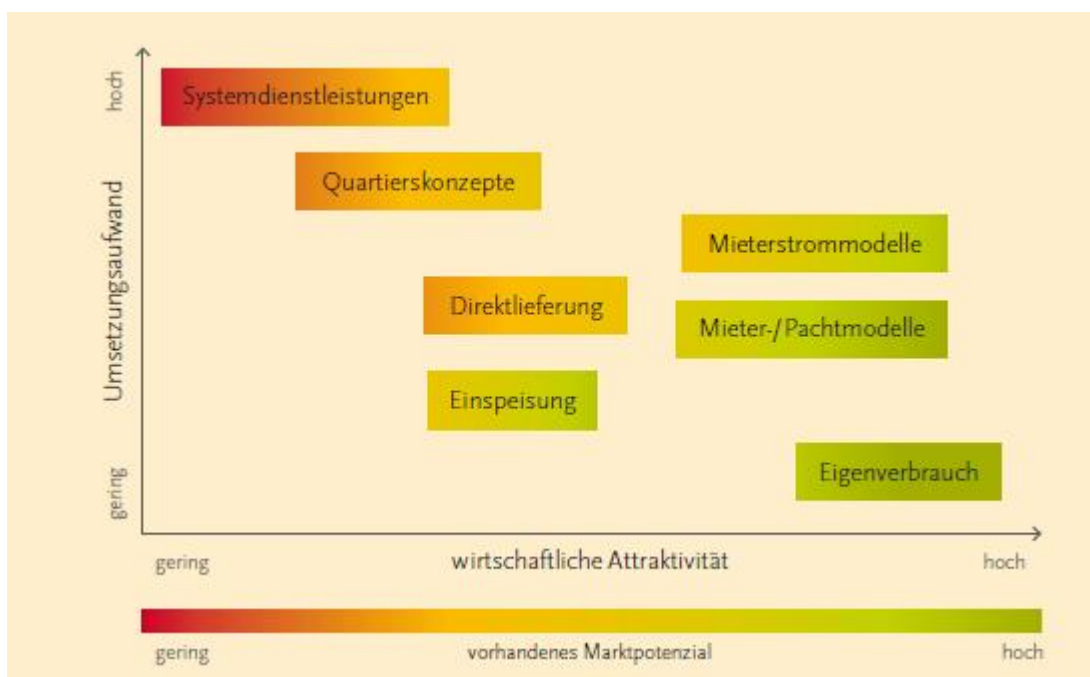 hoch
Umsetzungsaufwand
gering
Systemdienstleistungen
Quartierskonzepte
Mieterstrommodelle
Direktlieferung
Mieter-/Pachtmodelle
Einspeisung
Eigenverbrauch
gering wirtschaftliche Attraktivität hoch
gering vorhandenes Marktpotenzial hoch